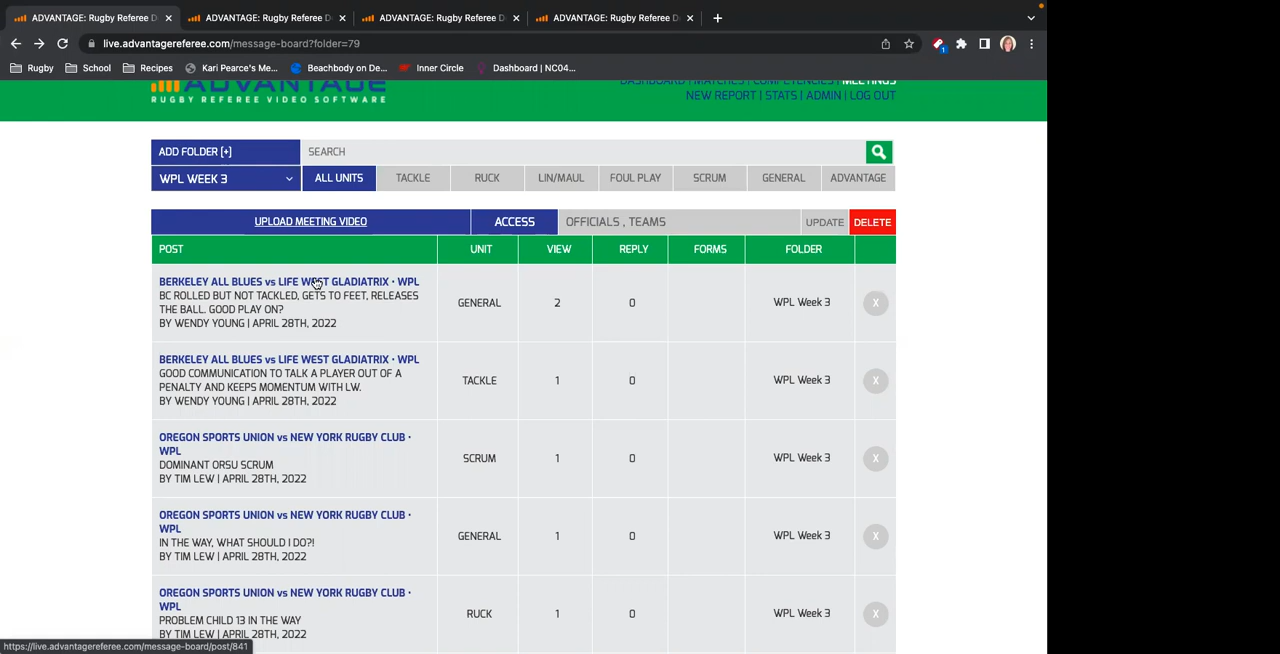 ADVANTAGE: Rugby Referee D
ADVANTAGE: Rugby Referee D
ADVANTAGE: Rugby Referee D
ADVANTAGE: Rugby Referee D
live.advantagereferee.com/message-board?folder=79
1
Rugby
School
Recipes
Kari Pearce's Me...
Beachbody on De...
Inner Circle
Dashboard | NC04...
ADVANTAGE
RUGBY REFEREE VIDEO SOFTWARE
DASHBOARD | MATCHES | COMPETENCIES | MEETINGS
NEW REPORT | STATS | ADMIN | LOG OUT
ADD FOLDER [+]
SEARCH
WPL WEEK 3
ALL UNITS
TACKLE
RUCK
LIN/MAUL
FOUL PLAY
SCRUM
GENERAL
ADVANTAGE
UPLOAD MEETING VIDEO
ACCESS
OFFICIALS , TEAMS
UPDATE
DELETE
POST
UNIT
VIEW
REPLY
FORMS
FOLDER
BERKELEY ALL BLUES vs LIFE WEST GLADIATRIX • WPL
BC ROLLED BUT NOT TACKLED, GETS TO FEET, RELEASES
THE BALL. GOOD PLAY ON?
BY WENDY YOUNG | APRIL 28TH, 2022
GENERAL
2
0
WPL Week 3
X
BERKELEY ALL BLUES vs LIFE WEST GLADIATRIX • WPL
GOOD COMMUNICATION TO TALK A PLAYER OUT OF A
PENALTY AND KEEPS MOMENTUM WITH LW.
BY WENDY YOUNG | APRIL 28TH, 2022
TACKLE
1
0
WPL Week 3
X
OREGON SPORTS UNION vs NEW YORK RUGBY CLUB •
WPL
DOMINANT ORSU SCRUM
BY TIM LEW | APRIL 28TH, 2022
SCRUM
1
0
WPL Week 3
X
OREGON SPORTS UNION vs NEW YORK RUGBY CLUB •
WPL
IN THE WAY, WHAT SHOULD I DO?!
BY TIM LEW | APRIL 28TH, 2022
GENERAL
1
0
WPL Week 3
X
OREGON SPORTS UNION vs NEW YORK RUGBY CLUB •
WPL
PROBLEM CHILD 13 IN THE WAY
BY TIM LEW | APRIL 28TH, 2022
RUCK
1
0
WPL Week 3
X
https://live.advantagereferee.com/message-board/post/841